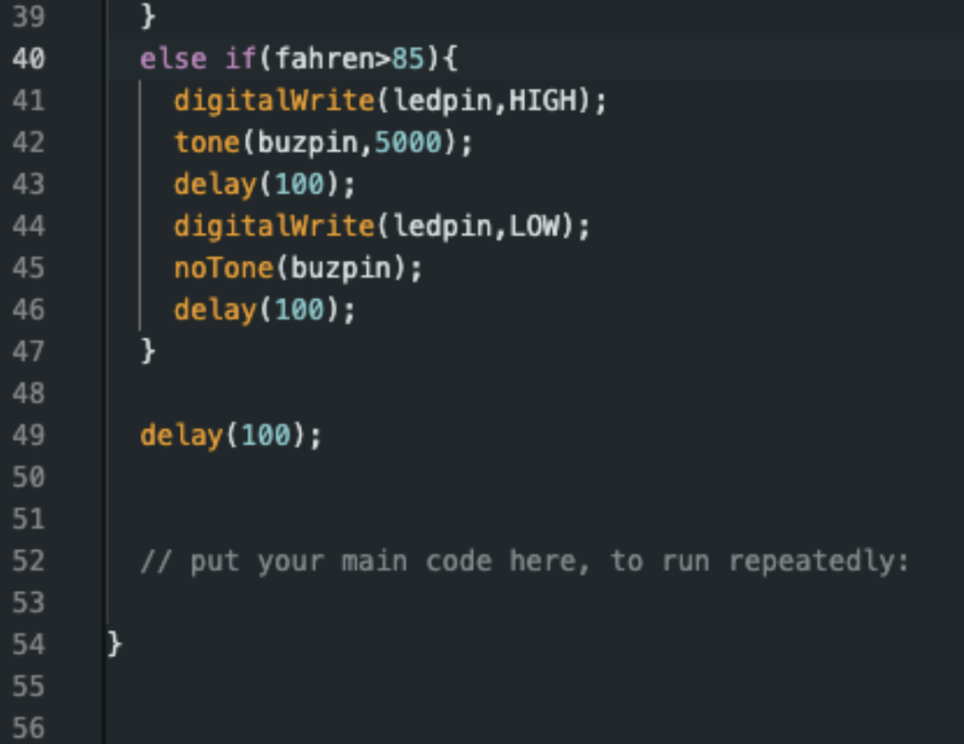 39 }
40 else if(fahren>85){
41 digitalWrite(ledpin,HIGH);
42 tone(buzpin,5000);
43 delay(100);
44 digitalWrite(ledpin,LOW);
45 noTone(buzpin);
46 delay(100);
47 }
48
49 delay(100);
50
51
52 // put your main code here, to run repeatedly:
53
54 }
55
56